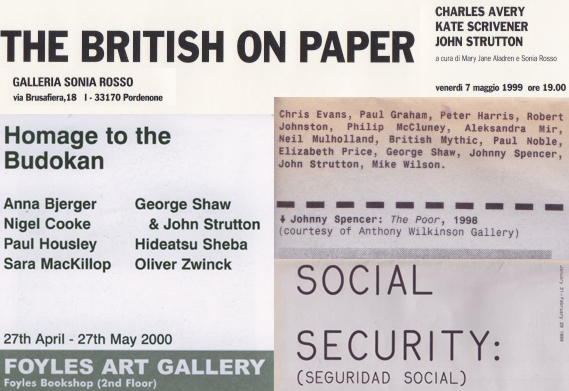 THE BRITISH ON PAPER
CHARLES AVERY
KATE SCRIVENER
JOHN STRUTTON
a cura di Mary Jane Aladren e Sonia Rosso
venerdi 7 maggio 1999 ore 19.00
GALLERIA SONIA ROSSO
via Brusafiera,18 I - 33170 Pordenone
Homage to the
Budokan
Anna Bjerger
Nigel Cooke
Paul Housley
Sara MacKillop
George Shaw
& John Strutton
Hideatsu Sheba
Oliver Zwinck
27th April - 27th May 2000
FOYLES ART GALLERY
Foyles Bookshop (2nd Floor)
Chris Evans, Paul Graham, Peter Harris, Robert
Johnston, Philip McCluney, Aleksandra Mir,
Neil Mulholland, British Mythic, Paul Noble,
Elizabeth Price, George Shaw, Johnny Spencer,
John Strutton, Mike Wilson.
↓ Johnny Spencer: The Poor, 1998
(courtesy of Anthony Wilkinson Gallery)
SOCIAL
SECURITY:
(SEGURIDAD SOCIAL)